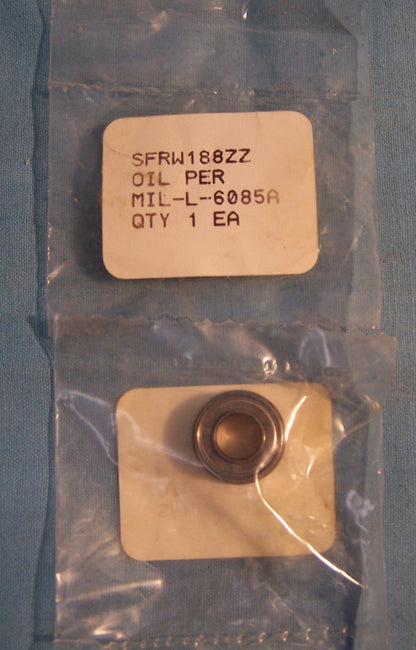 SFRW188ZZ
OIL PER
MIL-L-6085A
QTY 1 EA